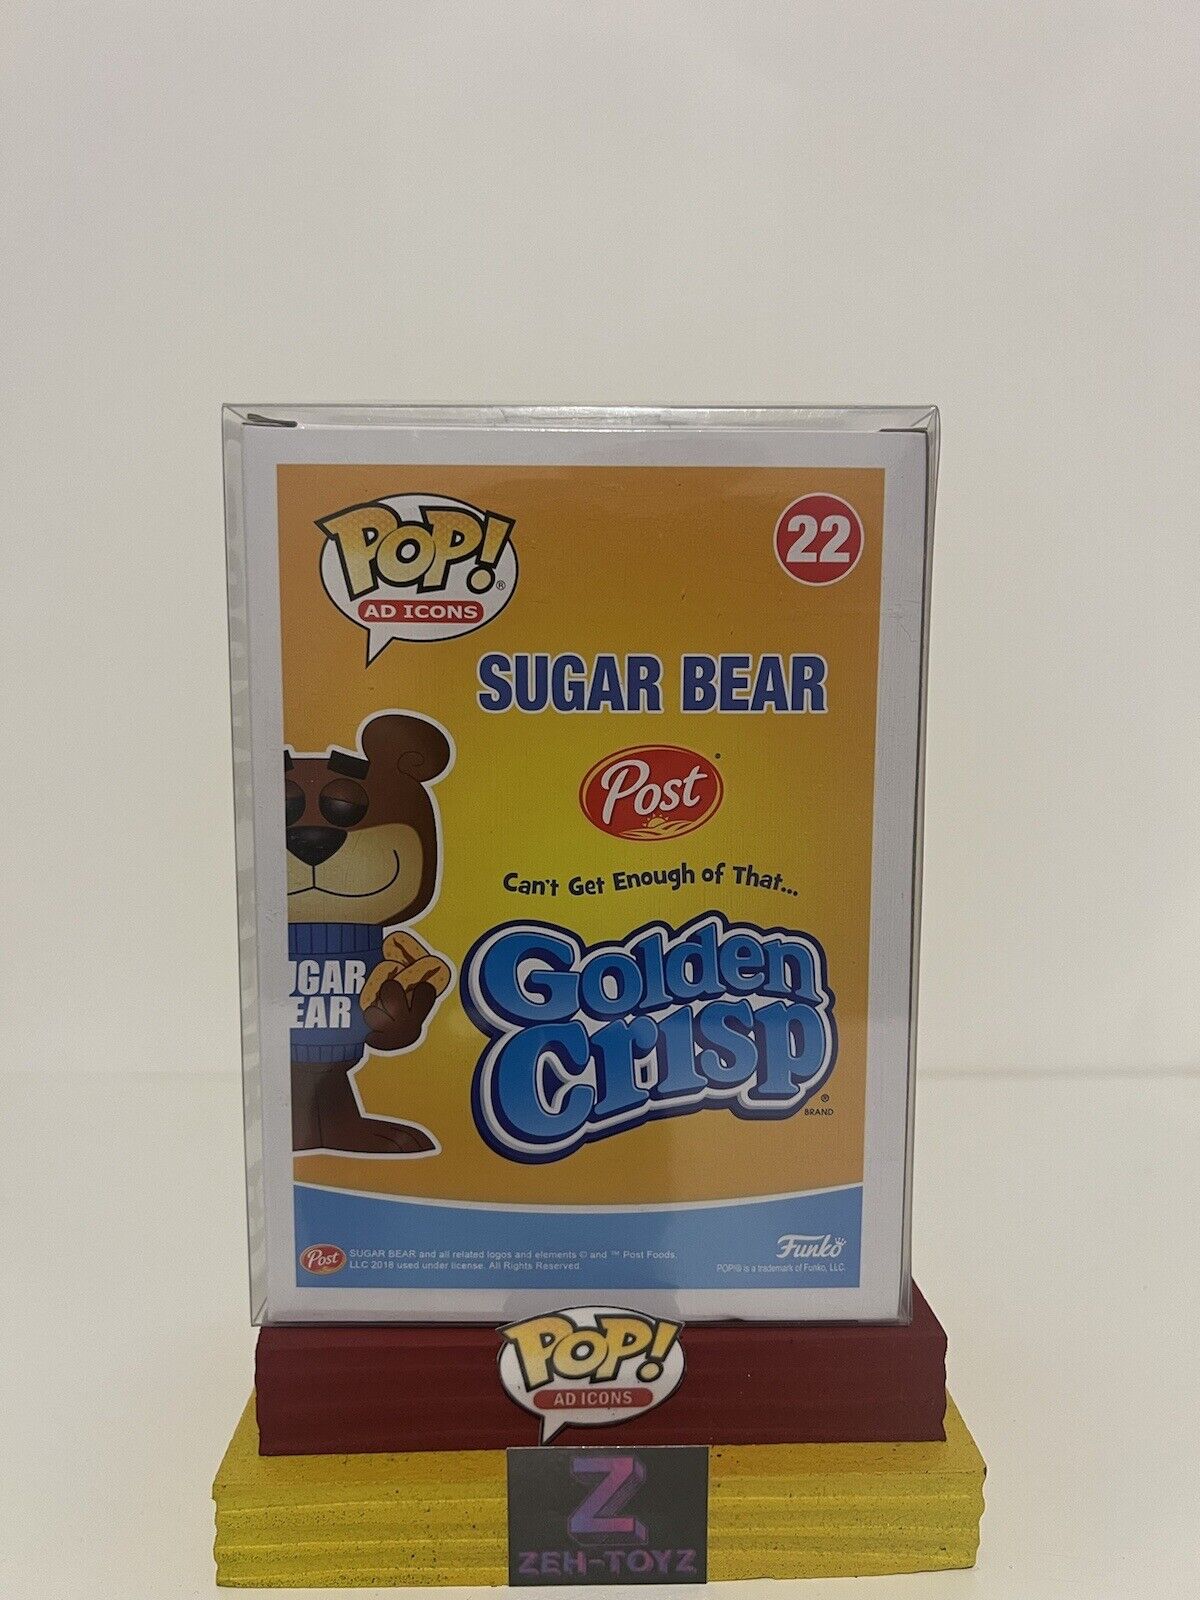 POP!®
AD ICONS
22
SUGAR BEAR
Post
Can't Get Enough of That...
Golden
Crisp®
BRAND
UGAR
EAR
Post
SUGAR BEAR and all related logos and elements © and ™ Post Foods,
LLC 2018 used under license. All Rights Reserved.
Funko
POP!® is a trademark of Funko, LLC.
POP!
AD ICONS
Z
ZEH-TOYZ